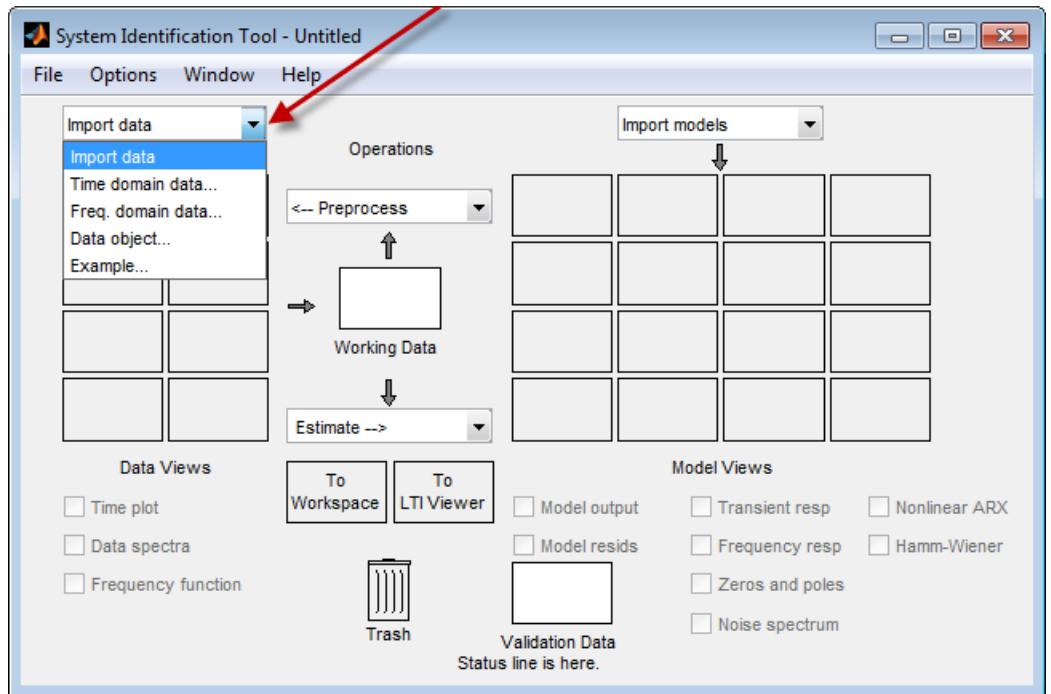 System Identification Tool - Untitled
File Options Window Help
Import data
Import data
Time domain data...
Freq. domain data...
Data object...
Example...
Operations
Import models
<-- Preprocess
Working Data
Estimate -->
Data Views
Time plot
Data spectra
Frequency function
To
Workspace
To
LTI Viewer
Trash
Model Views
Model output
Transient resp
Nonlinear ARX
Model resids
Frequency resp
Hamm-Wiener
Zeros and poles
Noise spectrum
Validation Data
Status line is here.